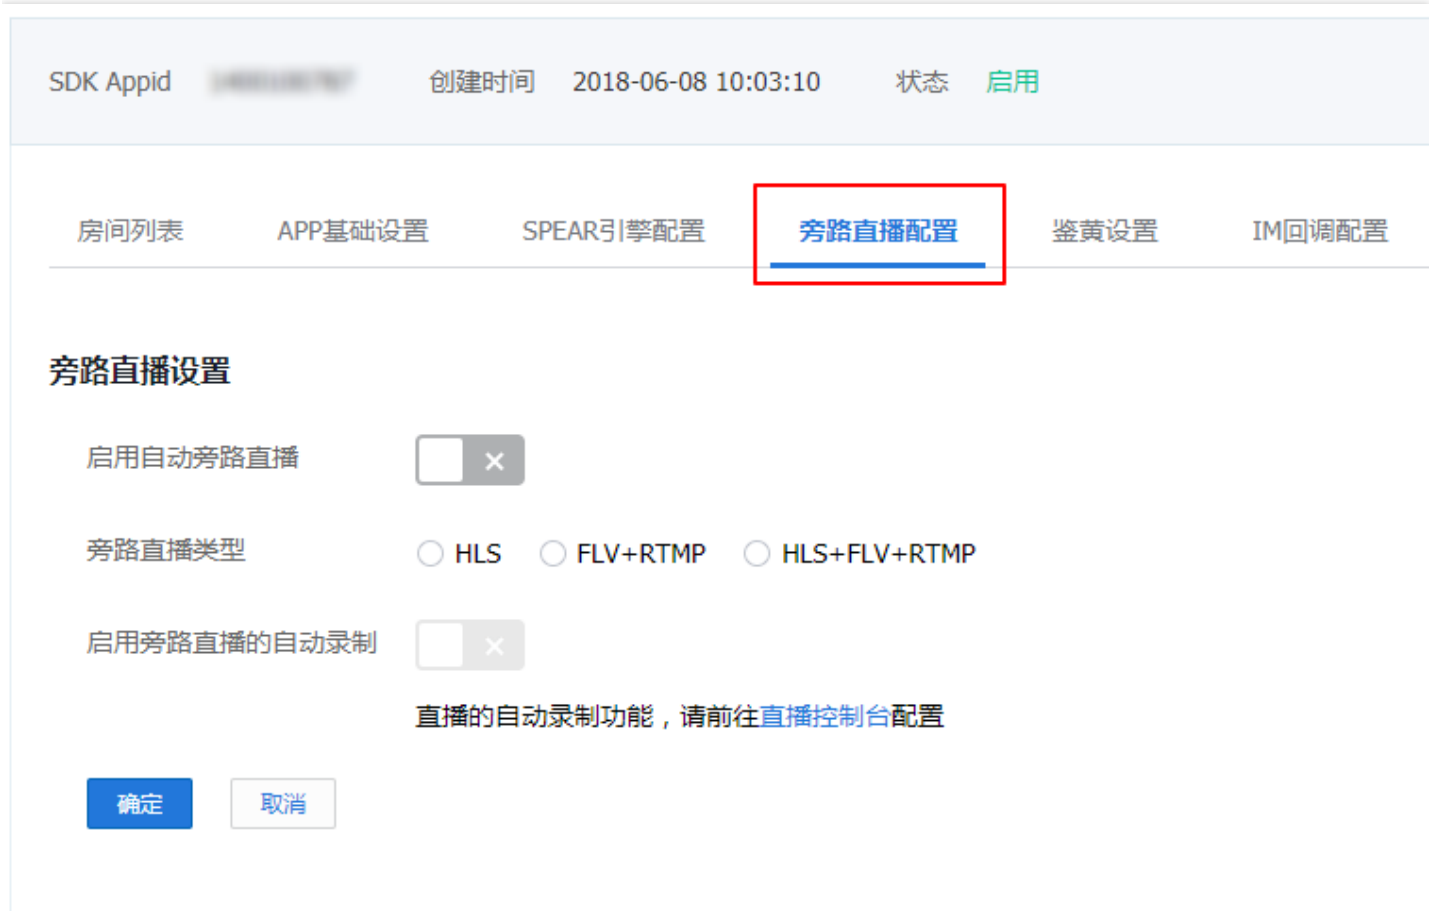 SDK Appid 创建时间 2018-06-08 10:03:10 状态 启用
房间列表 APP基础设置 SPEAR引擎配置 旁路直播配置 鉴黄设置 IM回调配置
旁路直播设置
启用自动旁路直播
旁路直播类型 HLS FLV+RTMP HLS+FLV+RTMP
启用旁路直播的自动录制
直播的自动录制功能，请前往直播控制台配置
确定 取消